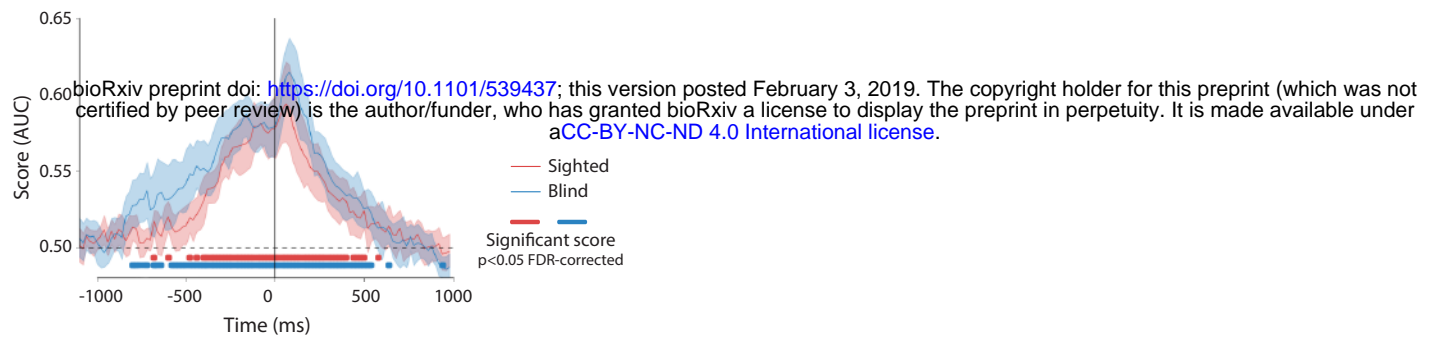 0.65
bioRxiv preprint doi: https://doi.org/10.1101/539437; this version posted February 3, 2019. The copyright holder for this preprint (which was not
0.60
certified by peer review) is the author/funder, who has granted bioRxiv a license to display the preprint in perpetuity. It is made available under
aCC-BY-NC-ND 4.0 International license.
Score (AUC)
0.55
0.50
Sighted
Blind
Significant score
p<0.05 FDR-corrected
-1000 -500 0 500 1000
Time (ms)